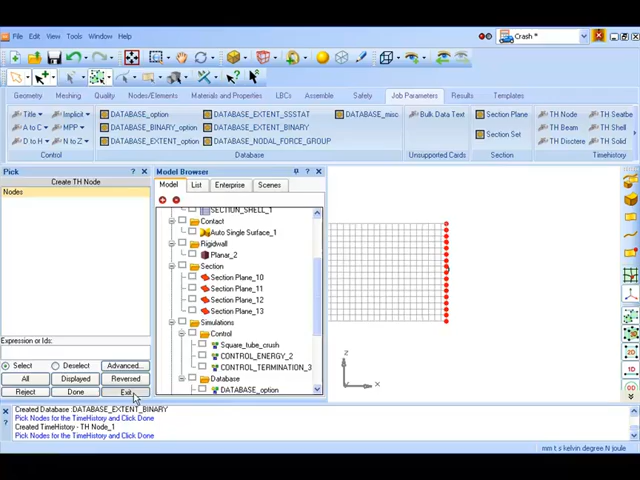 File Edit View Tools Window Help
Crash *
Geometry Meshing Quality Nodes/Elements Materials and Properties LBCs Assemble Safety Job Parameters Results Templates
Title Implicit DATABASE_option DATABASE_EXTENT_SSSTAT DATABASE_misc Bulk Data Text Section Plane TH Node TH Seatbe
A to C MPP DATABASE_BINARY_option DATABASE_EXTENT_BINARY Section Set TH Beam TH Shell
D to H N to Z DATABASE_EXTENT_option DATABASE_NODAL_FORCE_GROUP TH Discrete TH Solid
Control Database Unsupported Cards Section Timehistory
Pick
Create TH Node
Nodes
Expression or Ids:
Select Deselect Advanced...
All Displayed Reversed
Reject Done Exit
Model Browser
Model List Enterprise Scenes
SECTION_SHELL_1
Contact
Auto Single Surface_1
Rigidwall
Planar_2
Section
Section Plane_10
Section Plane_11
Section Plane_12
Section Plane_13
Simulations
Control
Square_tube_crush
CONTROL_ENERGY_2
CONTROL_TERMINATION_3
Database
DATABASE_option
z
x
Created Database :DATABASE_EXTENT_BINARY
Pick Nodes for the TimeHistory and Click Done
Created TimeHistory - TH Node_1
Pick Nodes for the TimeHistory and Click Done
mm t s kelvin degree N joule